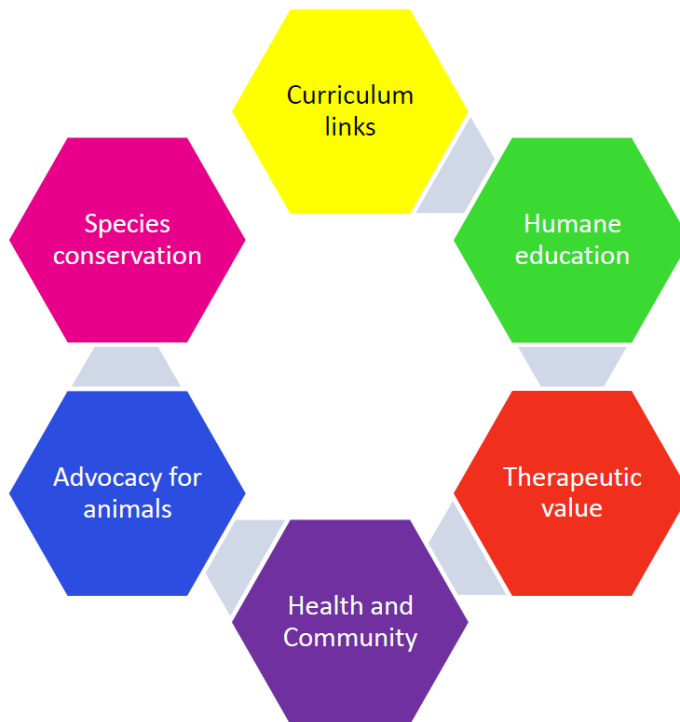 Curriculum
links
Humane
education
Therapeutic
value
Health and
Community
Advocacy for
animals
Species
conservation